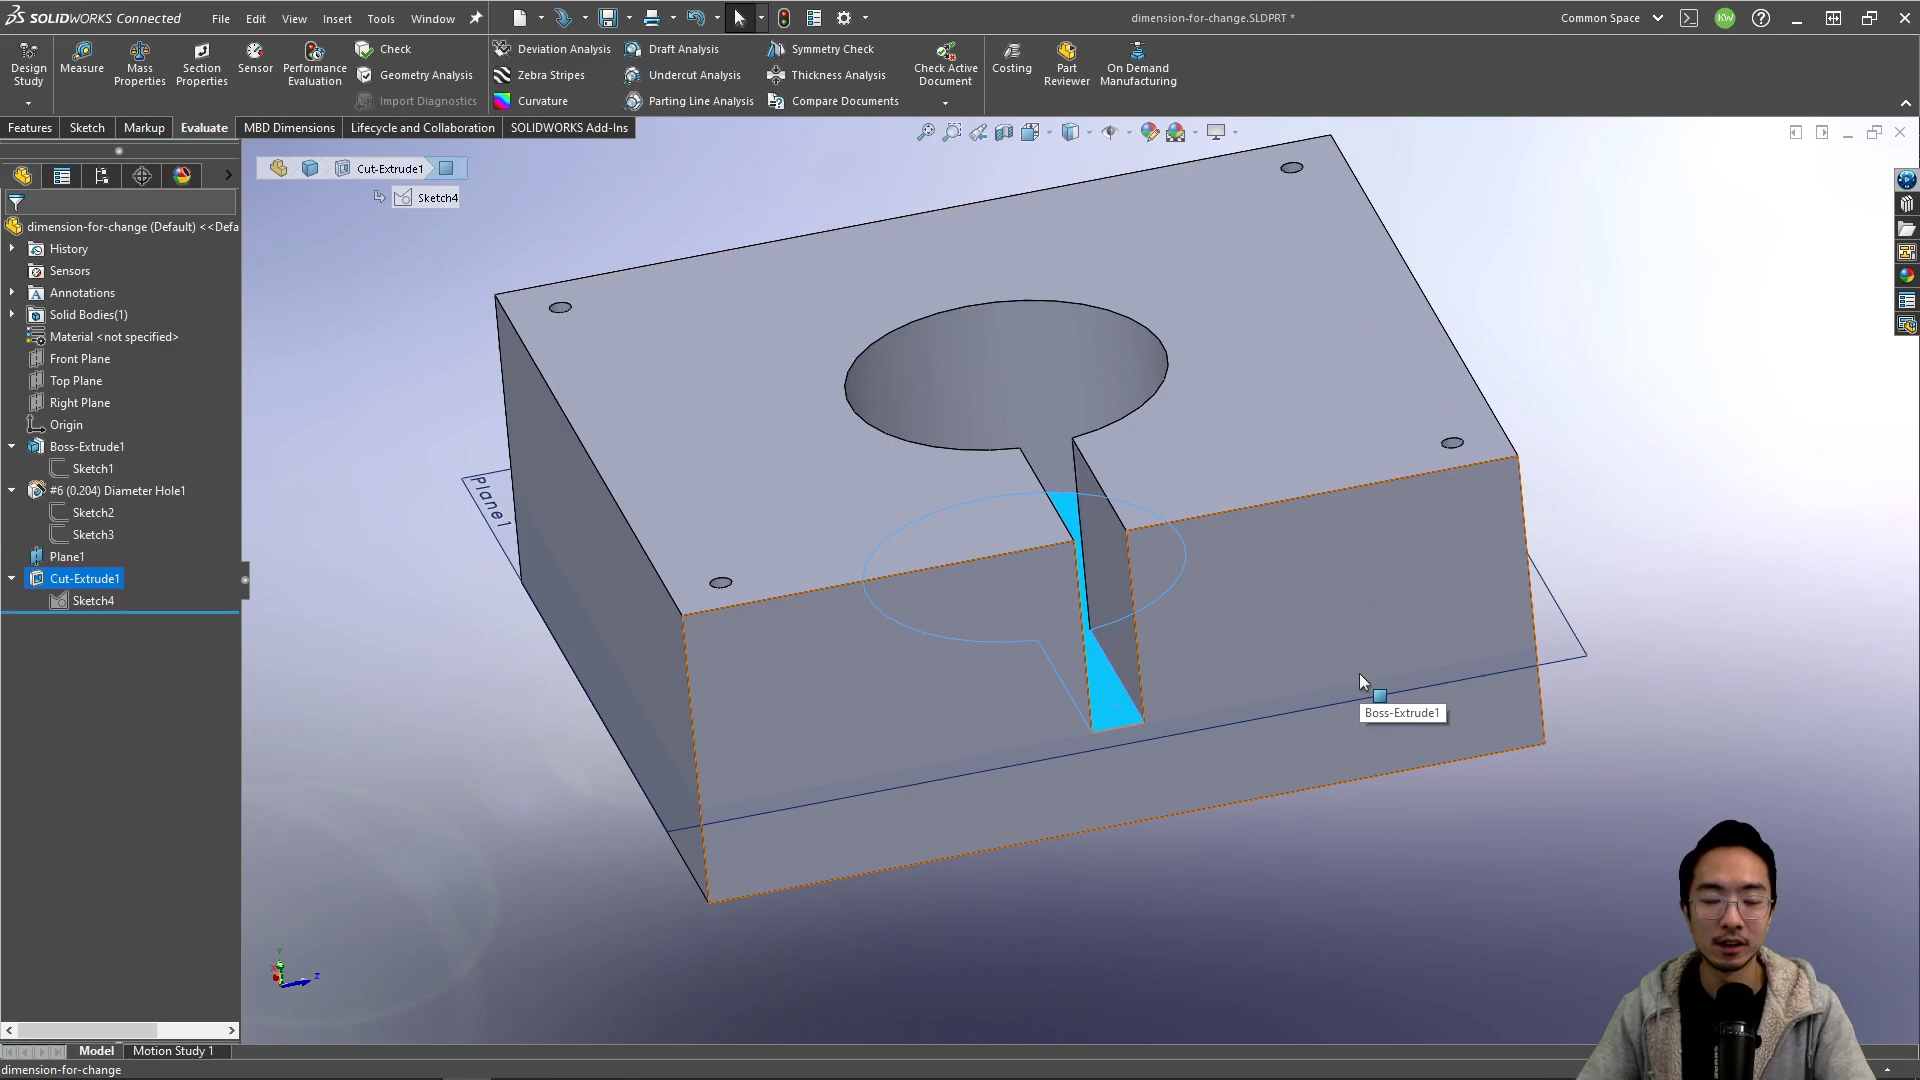 SOLIDWORKS Connected
File Edit View Insert Tools Window
dimension-for-change.SLDPRT *
Common Space
KW
Design Study
Measure
Mass Properties
Section Properties
Sensor
Performance Evaluation
Check
Geometry Analysis
Import Diagnostics
Deviation Analysis
Zebra Stripes
Curvature
Draft Analysis
Undercut Analysis
Parting Line Analysis
Symmetry Check
Thickness Analysis
Compare Documents
Check Active Document
Costing
Part Reviewer
On Demand Manufacturing
Features Sketch Markup Evaluate MBD Dimensions Lifecycle and Collaboration SOLIDWORKS Add-Ins
Cut-Extrude1
Sketch4
dimension-for-change (Default) <<Defa
History
Sensors
Annotations
Solid Bodies(1)
Material <not specified>
Front Plane
Top Plane
Right Plane
Origin
Boss-Extrude1
Sketch1
#6 (0.204) Diameter Hole1
Sketch2
Sketch3
Plane1
Cut-Extrude1
Sketch4
Plane1
Boss-Extrude1
Y
X
Z
Model Motion Study 1
dimension-for-change